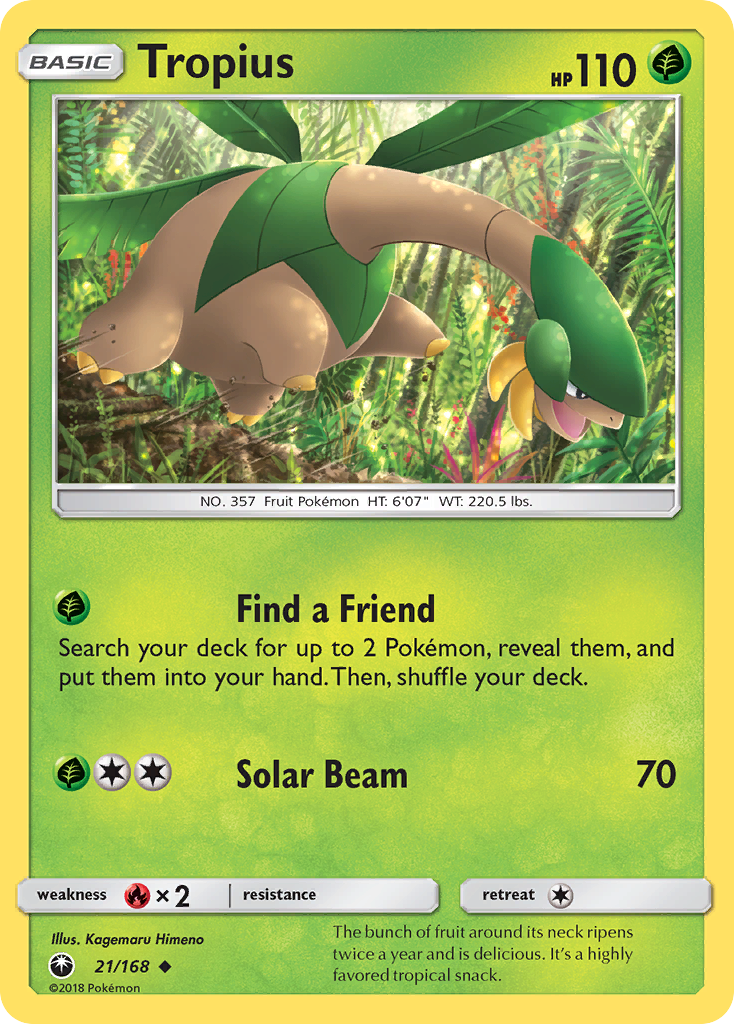 BASIC Tropius HP 110
NO. 357 Fruit Pokémon HT: 6'07" WT: 220.5 lbs.
Find a Friend
Search your deck for up to 2 Pokémon, reveal them, and
put them into your hand. Then, shuffle your deck.
Solar Beam 70
weakness × 2 resistance retreat
Illus. Kagemaru Himeno
21/168
©2018 Pokémon
The bunch of fruit around its neck ripens
twice a year and is delicious. It's a highly
favored tropical snack.